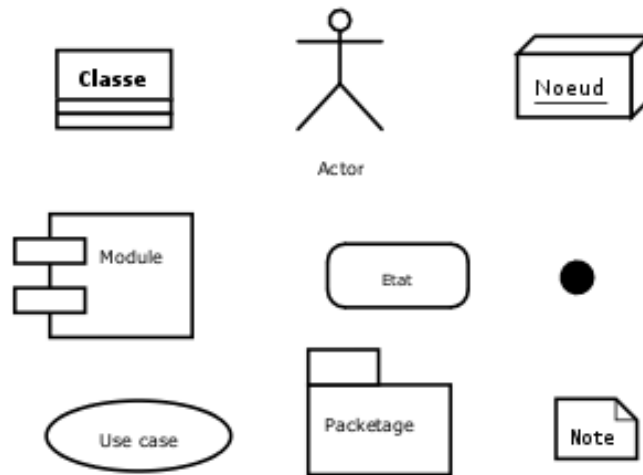 Classe
Noeud
Actor
Module
Etat
Use case
Packetage
Note